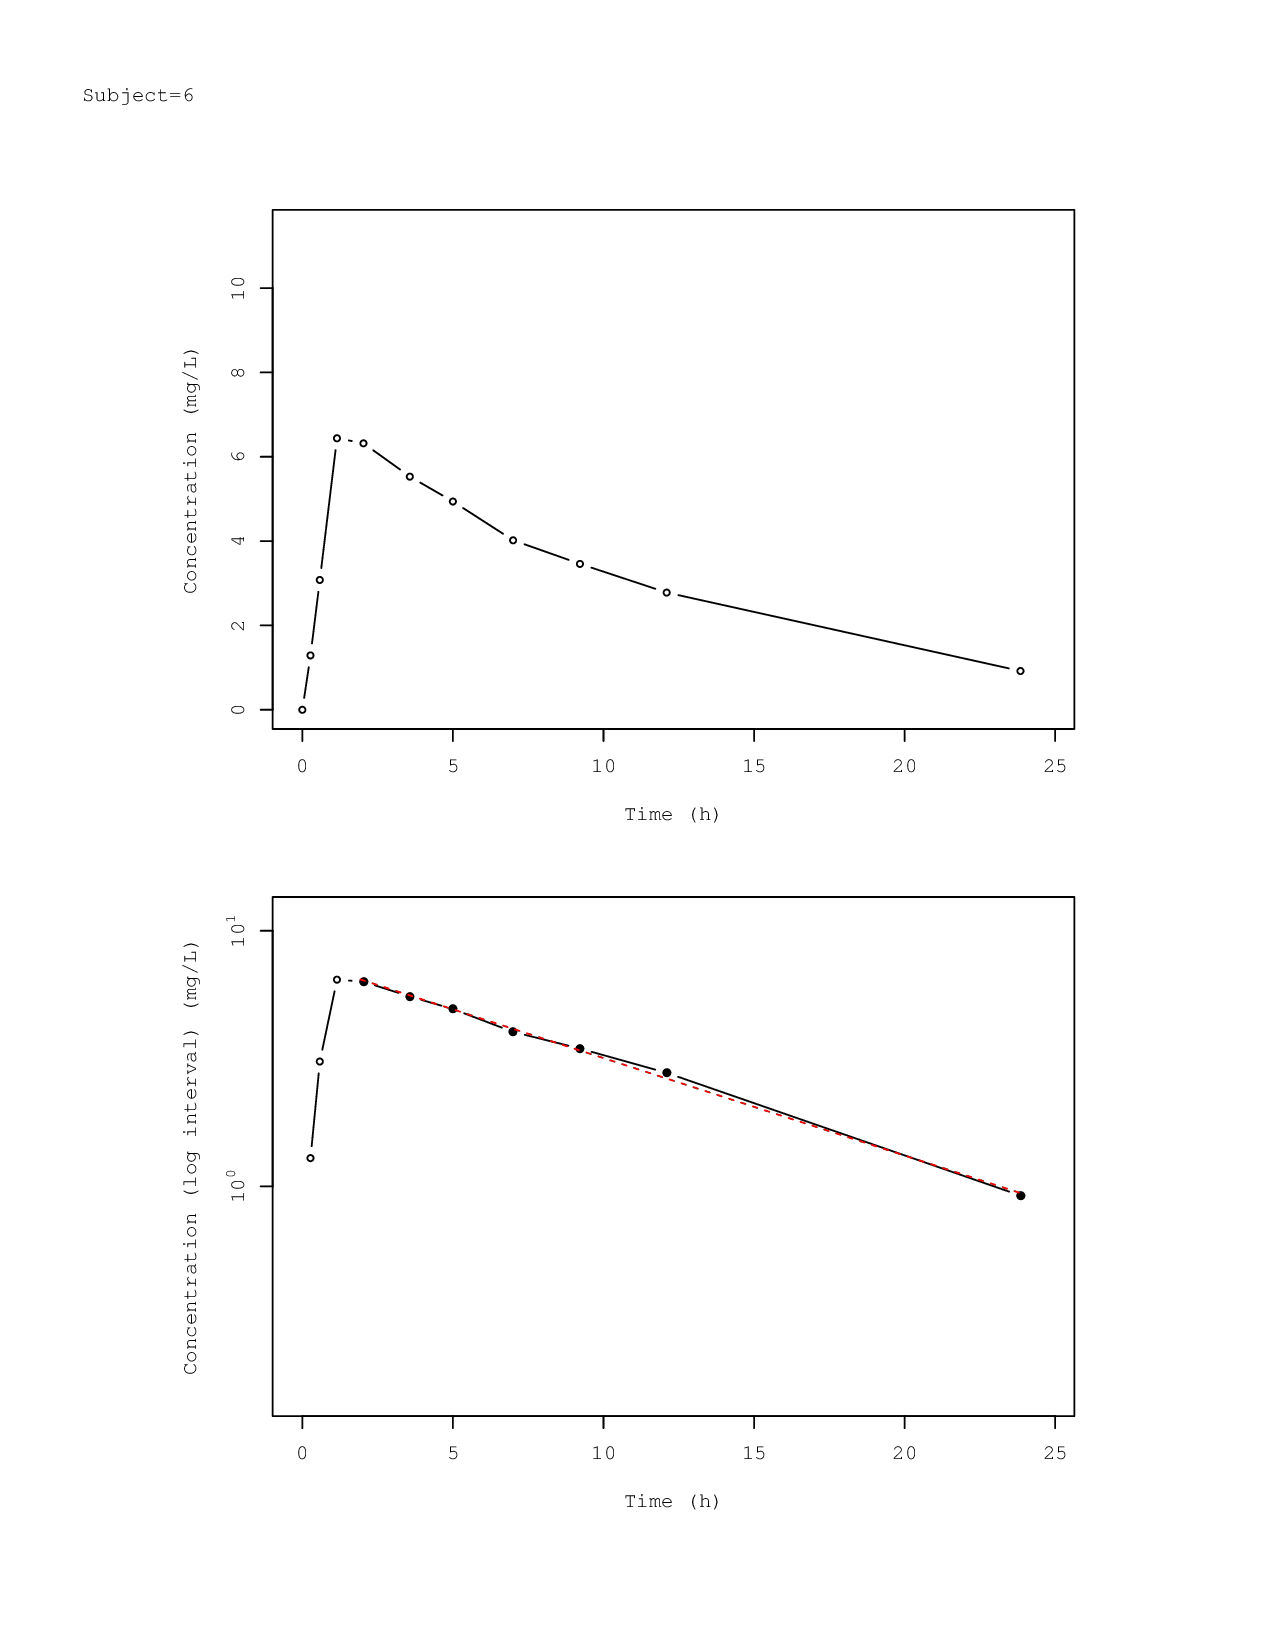 Subject=6
10
8
6
4
2
0
Concentration (mg/L)
0 5 10 15 20 25
Time (h)
10¹
10⁰
Concentration (log interval) (mg/L)
0 5 10 15 20 25
Time (h)